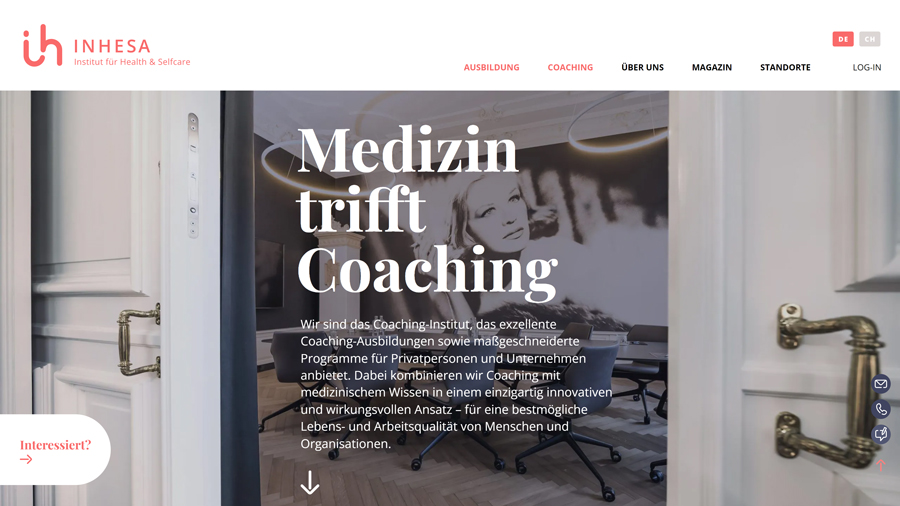 INHESA
Institut für Health & Selfcare
DE
CH
AUSBILDUNG
COACHING
ÜBER UNS
MAGAZIN
STANDORTE
LOG-IN
Medizin
trifft
Coaching
Wir sind das Coaching-Institut, das exzellente
Coaching-Ausbildungen sowie maßgeschneiderte
Programme für Privatpersonen und Unternehmen
anbietet. Dabei kombinieren wir Coaching mit
medizinischem Wissen in einem einzigartig innovativen
und wirkungsvollen Ansatz – für eine bestmögliche
Lebens- und Arbeitsqualität von Menschen und
Organisationen.
Interessiert?